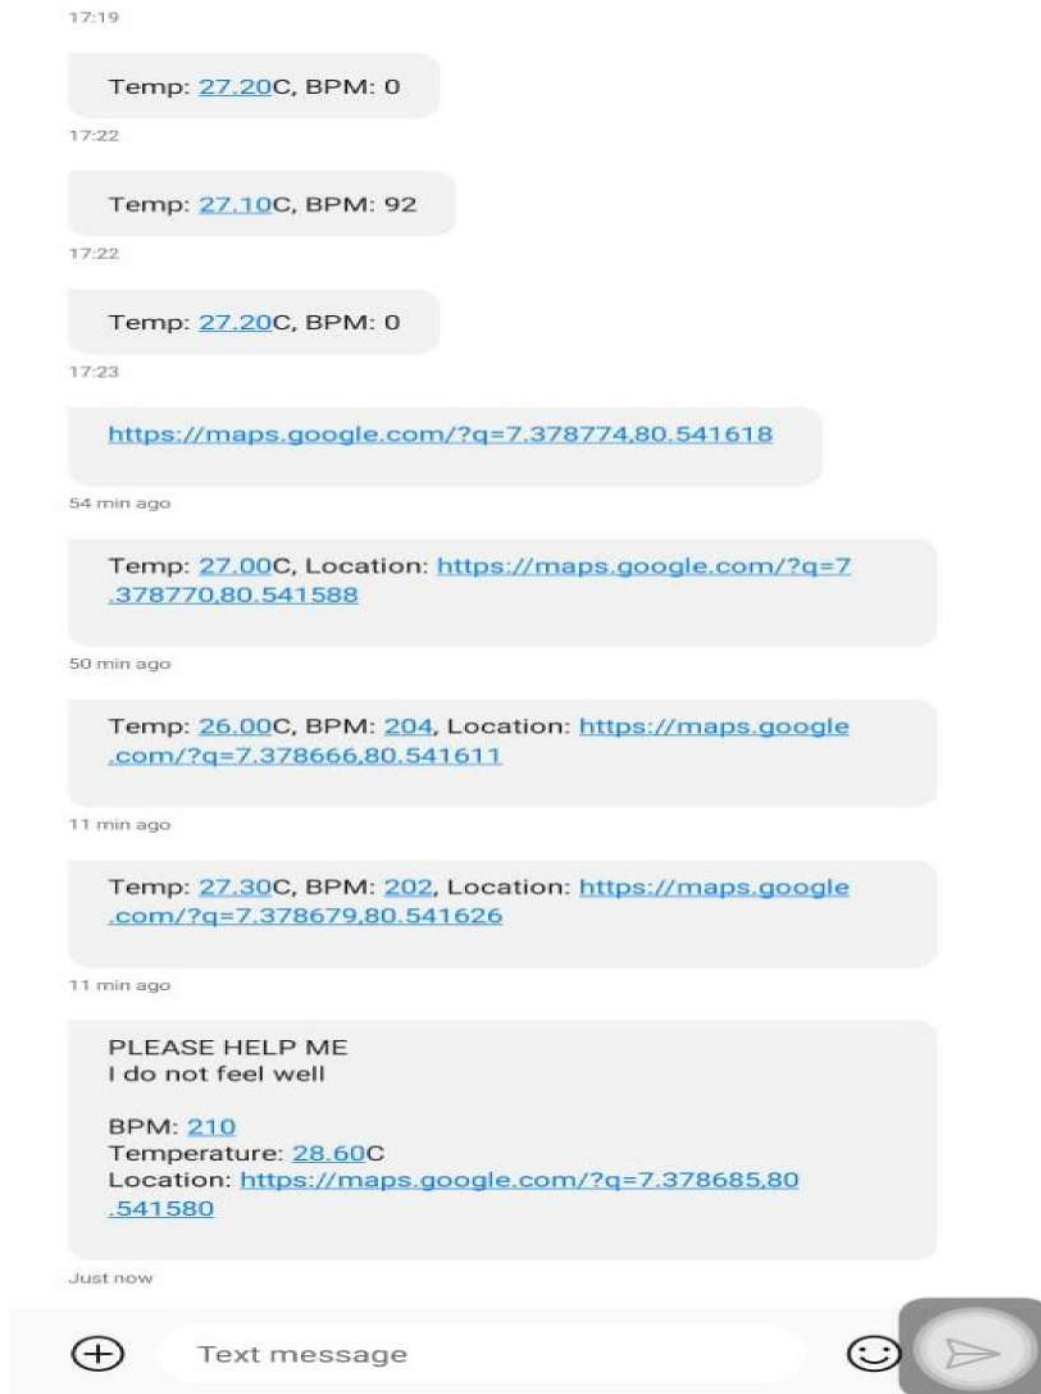 17:19
Temp: 27.20C, BPM: 0
17:22
Temp: 27.10C, BPM: 92
17:22
Temp: 27.20C, BPM: 0
17:23
https://maps.google.com/?q=7.378774,80.541618
54 min ago
Temp: 27.00C, Location: https://maps.google.com/?q=7
.378770,80.541588
50 min ago
Temp: 26.00C, BPM: 204, Location: https://maps.google
.com/?q=7.378666,80.541611
11 min ago
Temp: 27.30C, BPM: 202, Location: https://maps.google
.com/?q=7.378679,80.541626
11 min ago
PLEASE HELP ME
I do not feel well
BPM: 210
Temperature: 28.60C
Location: https://maps.google.com/?q=7.378685,80
.541580
Just now
Text message